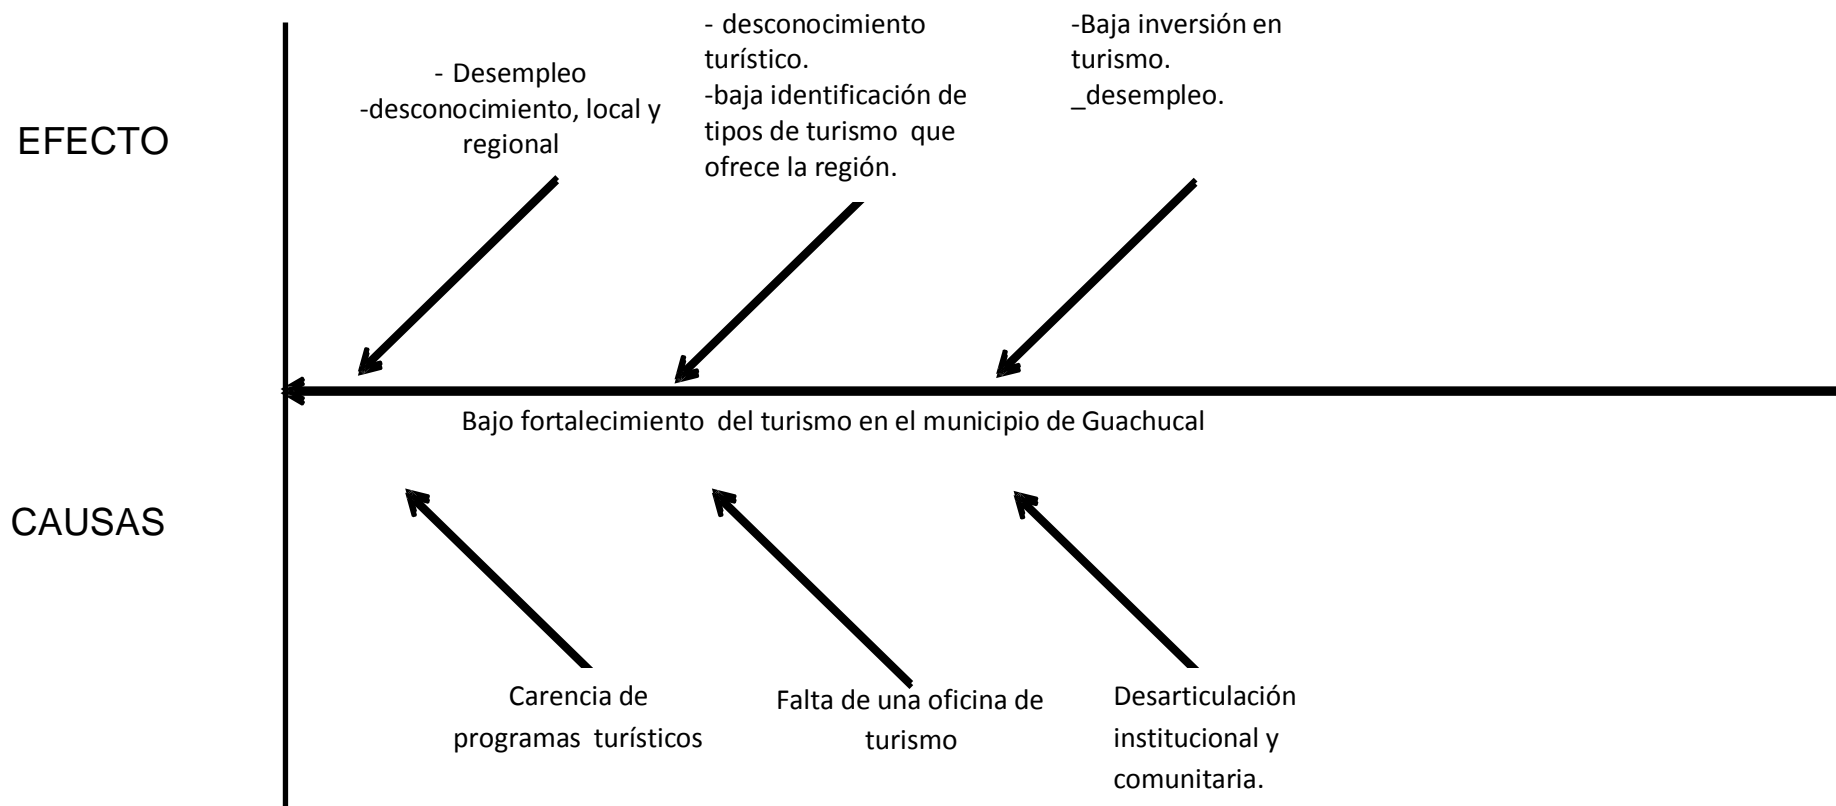 EFECTO
- Desempleo
-desconocimiento, local y
regional
- desconocimiento
turístico.
-baja identificación de
tipos de turismo que
ofrece la región.
-Baja inversión en
turismo.
_desempleo.
Bajo fortalecimiento del turismo en el municipio de Guachucal
CAUSAS
Carencia de
programas turísticos
Falta de una oficina de
turismo
Desarticulación
institucional y
comunitaria.